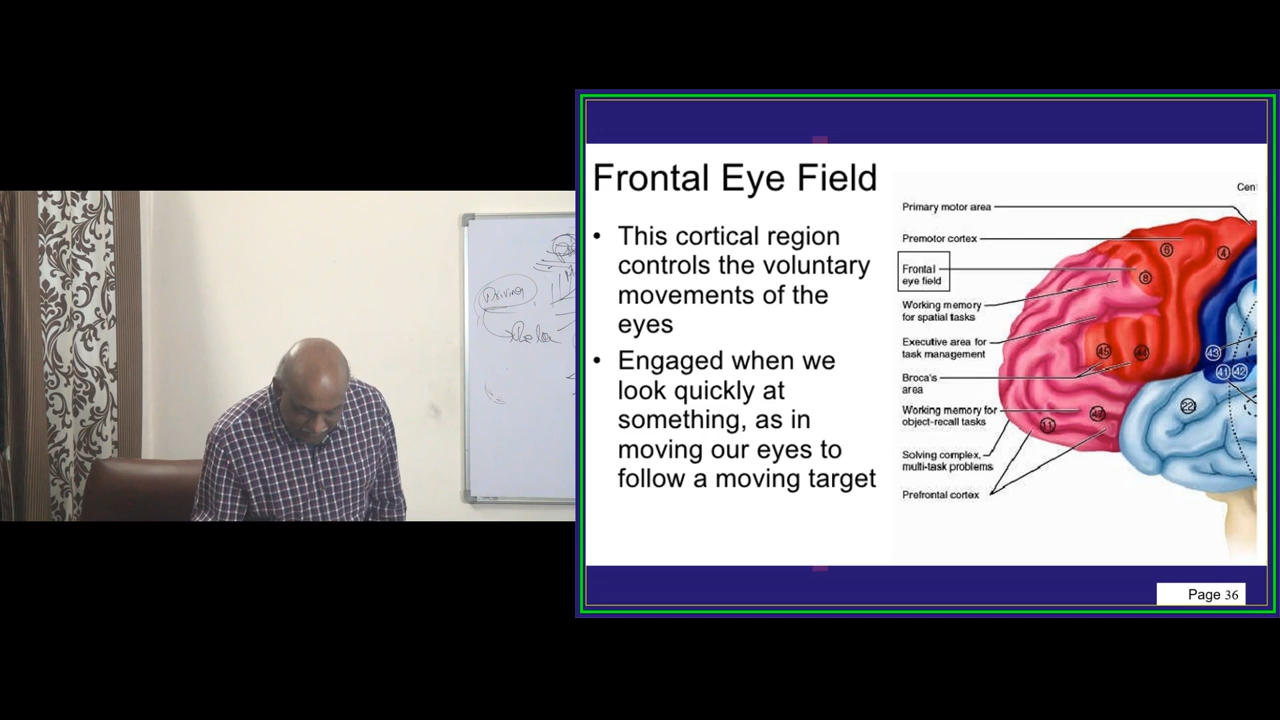 Driving
Frontal Eye Field
• This cortical region
controls the voluntary
movements of the
eyes
• Engaged when we
look quickly at
something, as in
moving our eyes to
follow a moving target
Cen
Primary motor area
Premotor cortex
Frontal
eye field
Working memory
for spatial tasks
Executive area for
task management
Broca's
area
Working memory for
object-recall tasks
Solving complex,
multi-task problems
Prefrontal cortex
6
4
8
45
44
43
41
42
22
47
11
Page 36